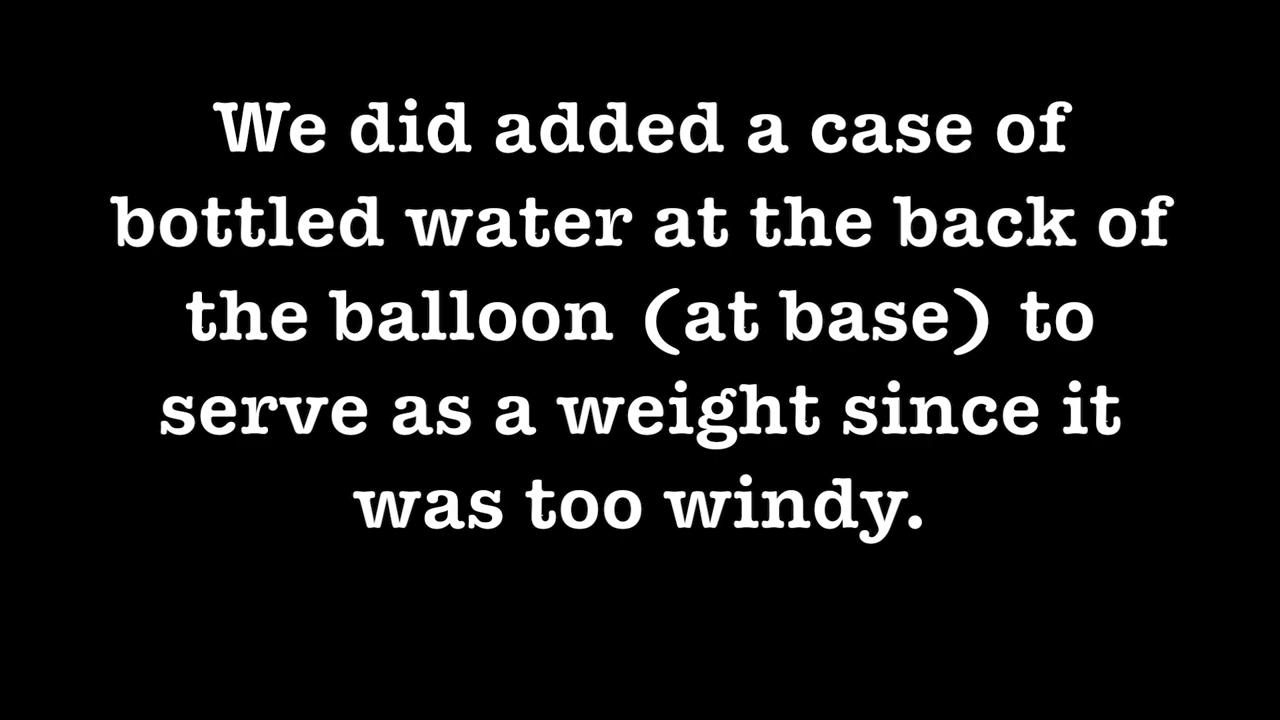 We did added a case of
bottled water at the back of
the balloon (at base) to
serve as a weight since it
was too windy.